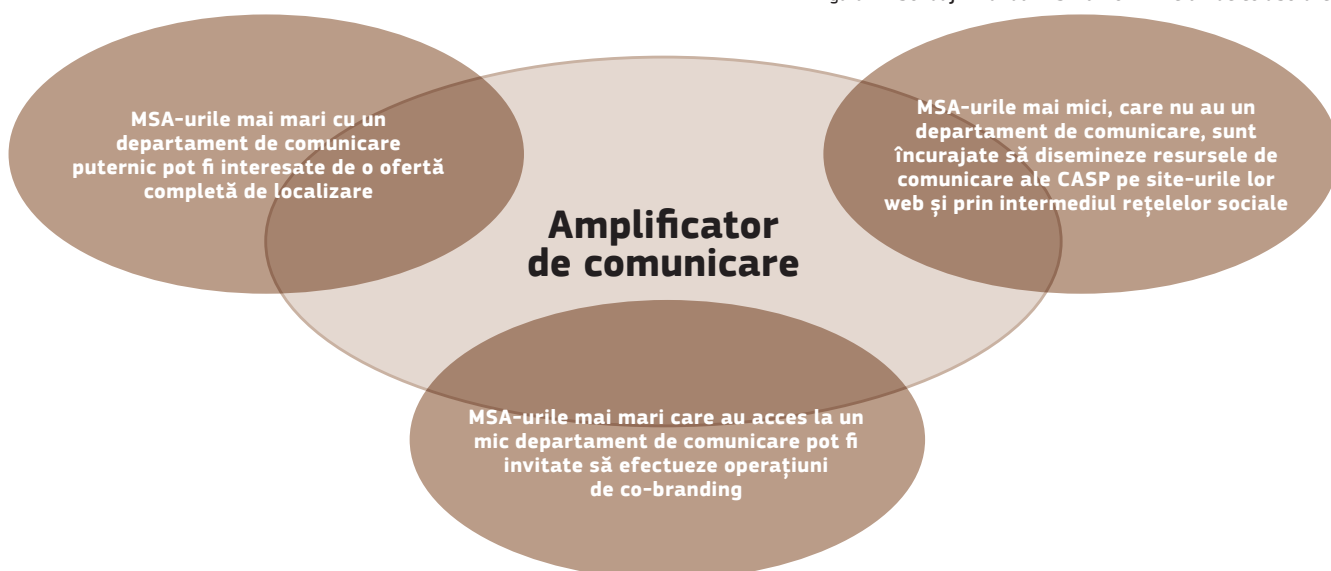 MSA-urile mai mari cu un
departament de comunicare
puternic pot fi interesate de o ofertă
completă de localizare
MSA-urile mai mici, care nu au un
departament de comunicare, sunt
încurajate să disemineze resursele de
comunicare ale CASP pe site-urile lor
web și prin intermediul rețelelor sociale
Amplificator
de comunicare
MSA-urile mai mari care au acces la un
mic departament de comunicare pot fi
invitate să efectueze operațiuni
de co-branding